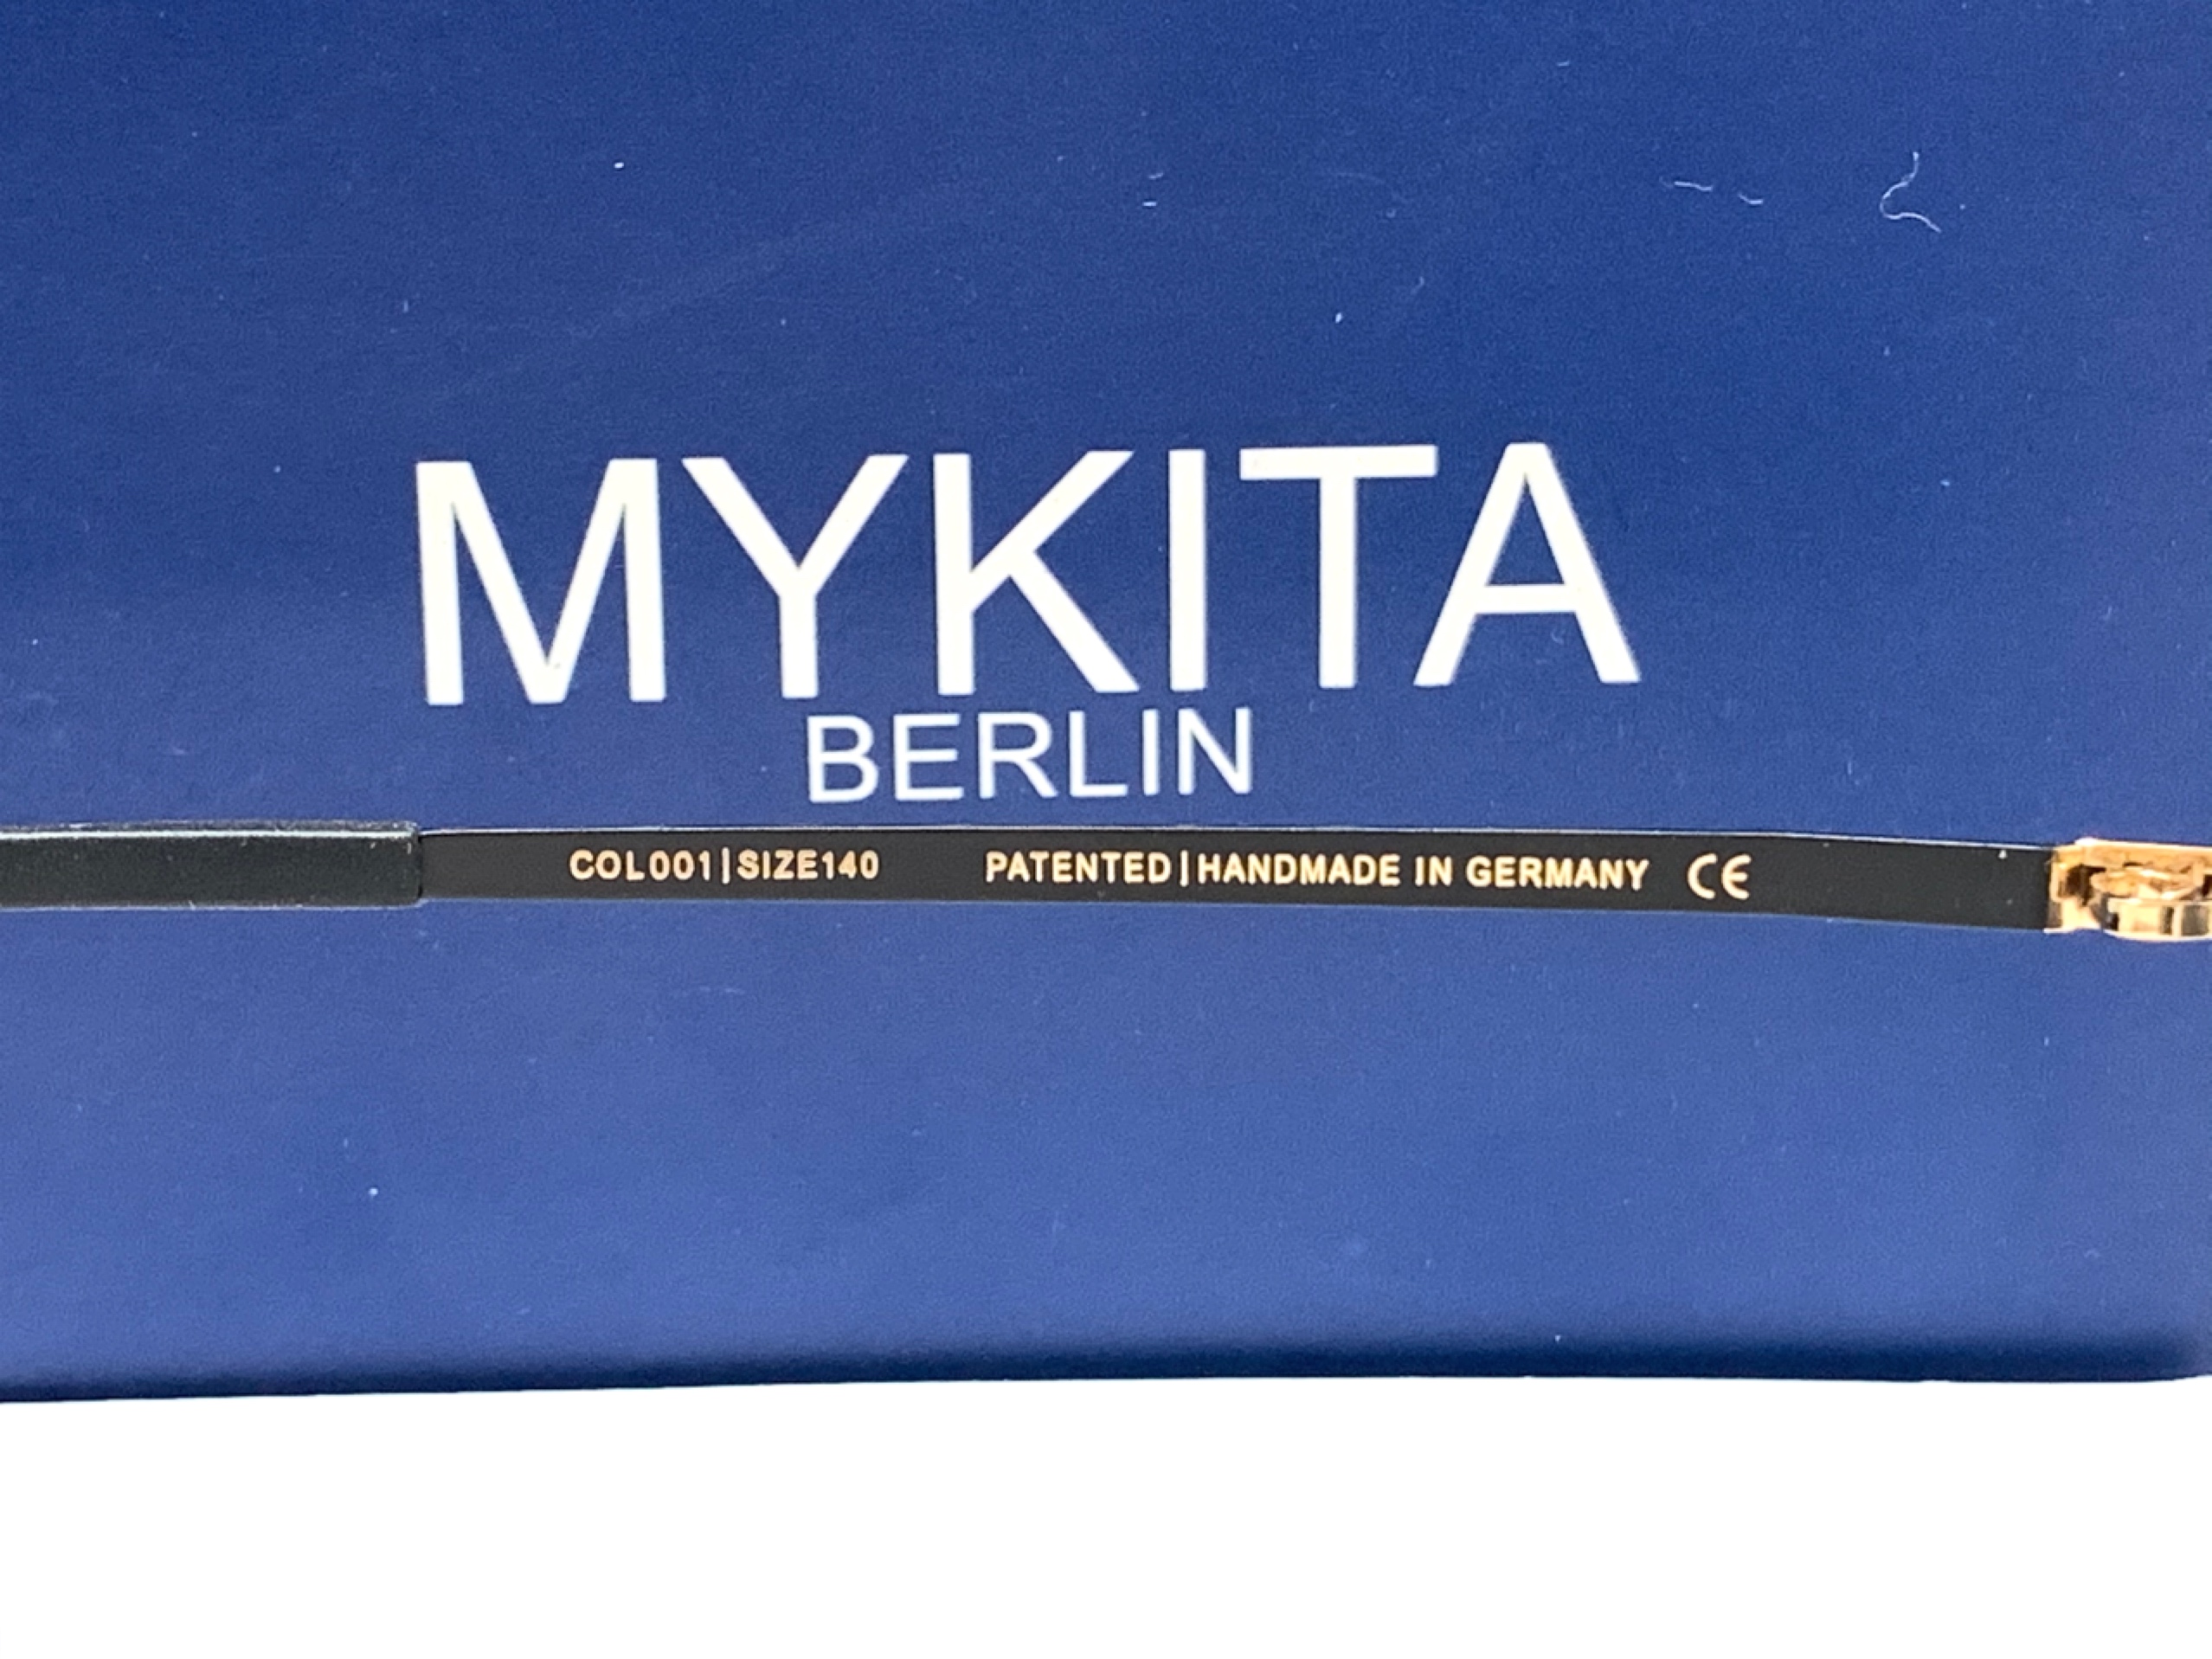 MYKITA
BERLIN
COL001|SIZE140 PATENTED|HANDMADE IN GERMANY CE